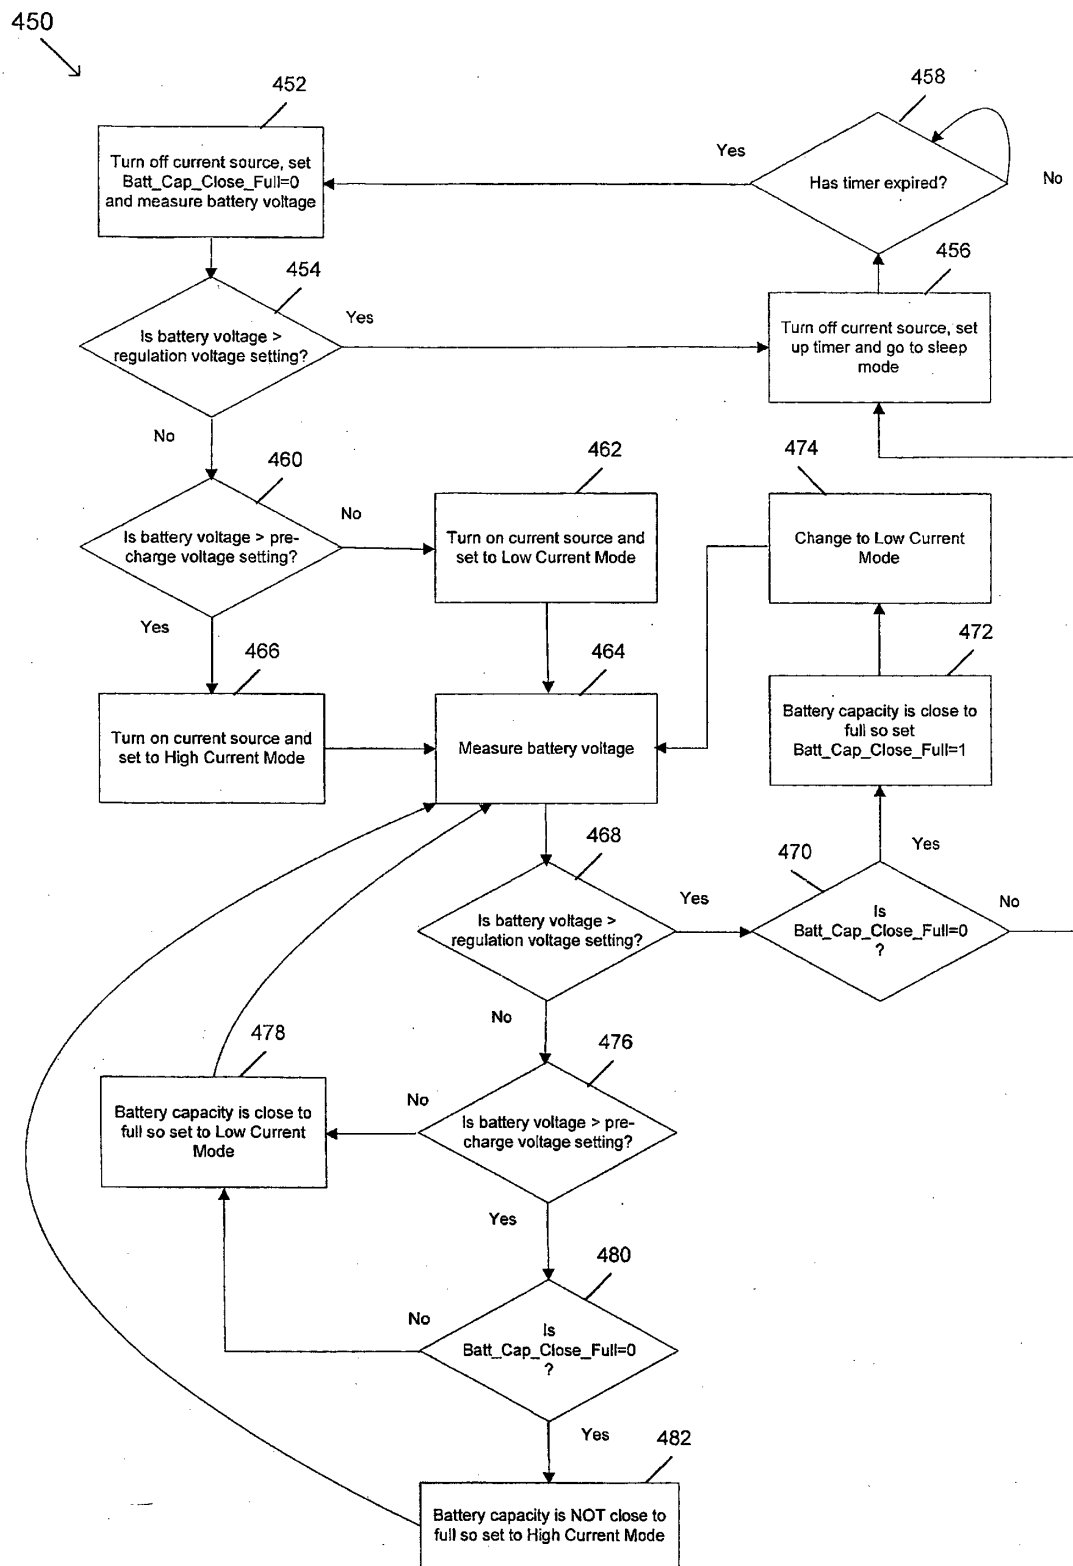 450
452
Turn off current source, set
Batt_Cap_Close_Full=0
and measure battery voltage
458
Has timer expired?
Yes
No
454
Is battery voltage >
regulation voltage setting?
Yes
No
456
Turn off current source, set
up timer and go to sleep
mode
460
Is battery voltage > pre-
charge voltage setting?
No
Yes
462
Turn on current source and
set to Low Current Mode
474
Change to Low Current
Mode
466
Turn on current source and
set to High Current Mode
464
Measure battery voltage
472
Battery capacity is close to
full so set
Batt_Cap_Close_Full=1
468
Is battery voltage >
regulation voltage setting?
Yes
No
470
Is
Batt_Cap_Close_Full=0
?
Yes
No
478
Battery capacity is close to
full so set to Low Current
Mode
476
Is battery voltage > pre-
charge voltage setting?
No
Yes
480
Is
Batt_Cap_Close_Full=0
?
No
Yes
482
Battery capacity is NOT close to
full so set to High Current Mode